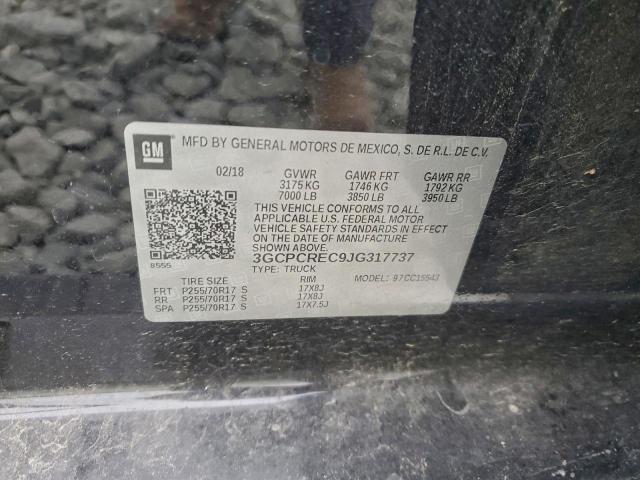 GM MFD BY GENERAL MOTORS DE MEXICO, S. DE R.L. DE C.V.
02/18 GVWR GAWR FRT GAWR RR
3175 KG 1746 KG 1792 KG
7000 LB 3850 LB 3950 LB
THIS VEHICLE CONFORMS TO ALL
APPLICABLE U.S. FEDERAL MOTOR
VEHICLE SAFETY STANDARDS IN EFFECT
ON THE DATE OF MANUFACTURE
SHOWN ABOVE.
8555 3GCPCREC9JG317737
TYPE: TRUCK MODEL: 97CC15543
TIRE SIZE RIM
FRT P255/70R17 S 17X8J
RR P255/70R17 S 17X8J
SPA P255/70R17 S 17X7.5J